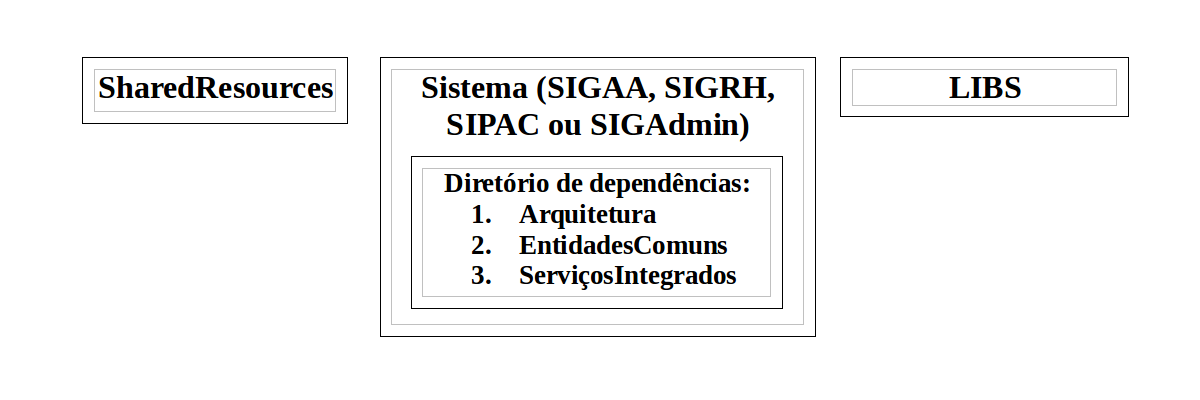 SharedResources
Sistema (SIGAA, SIGRH,
SIPAC ou SIGAdmin)
Diretório de dependências:
1. Arquitetura
2. EntidadesComuns
3. ServiçosIntegrados
LIBS